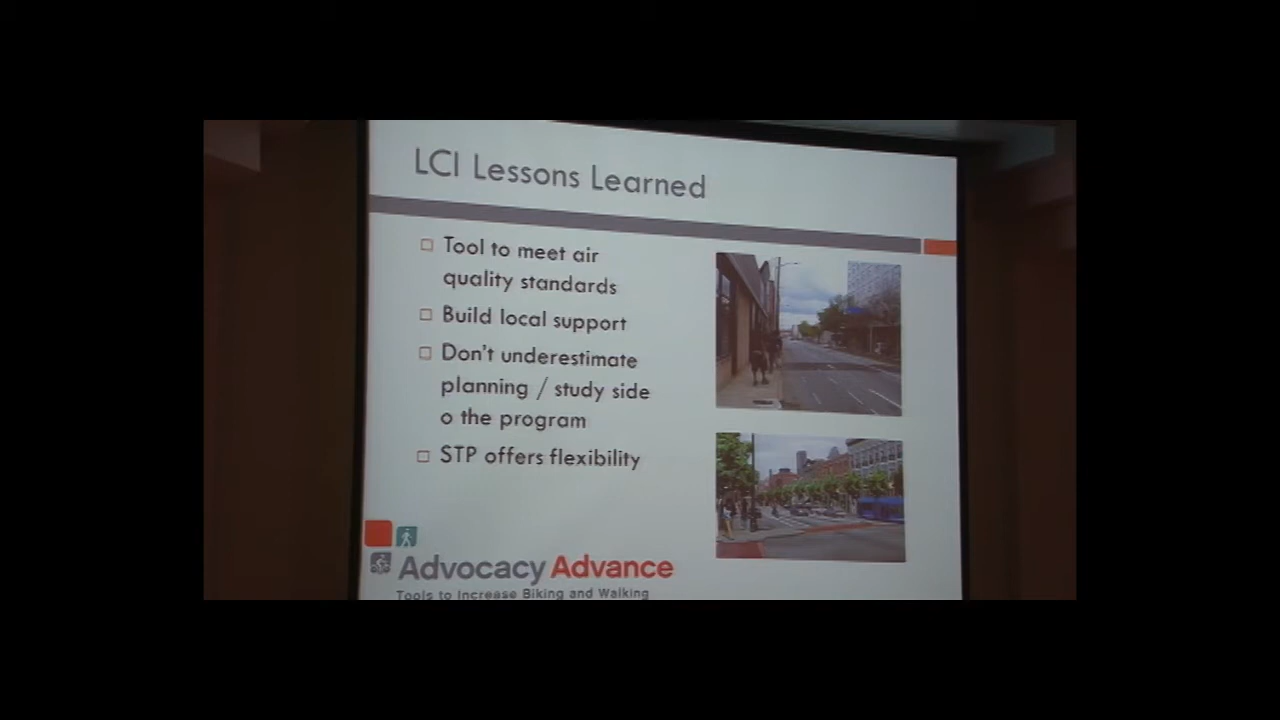 LCI Lessons Learned
Tool to meet air
quality standards
Build local support
Don't underestimate
planning / study side
o the program
STP offers flexibility
Advocacy Advance
Tools to Increase Biking and Walking